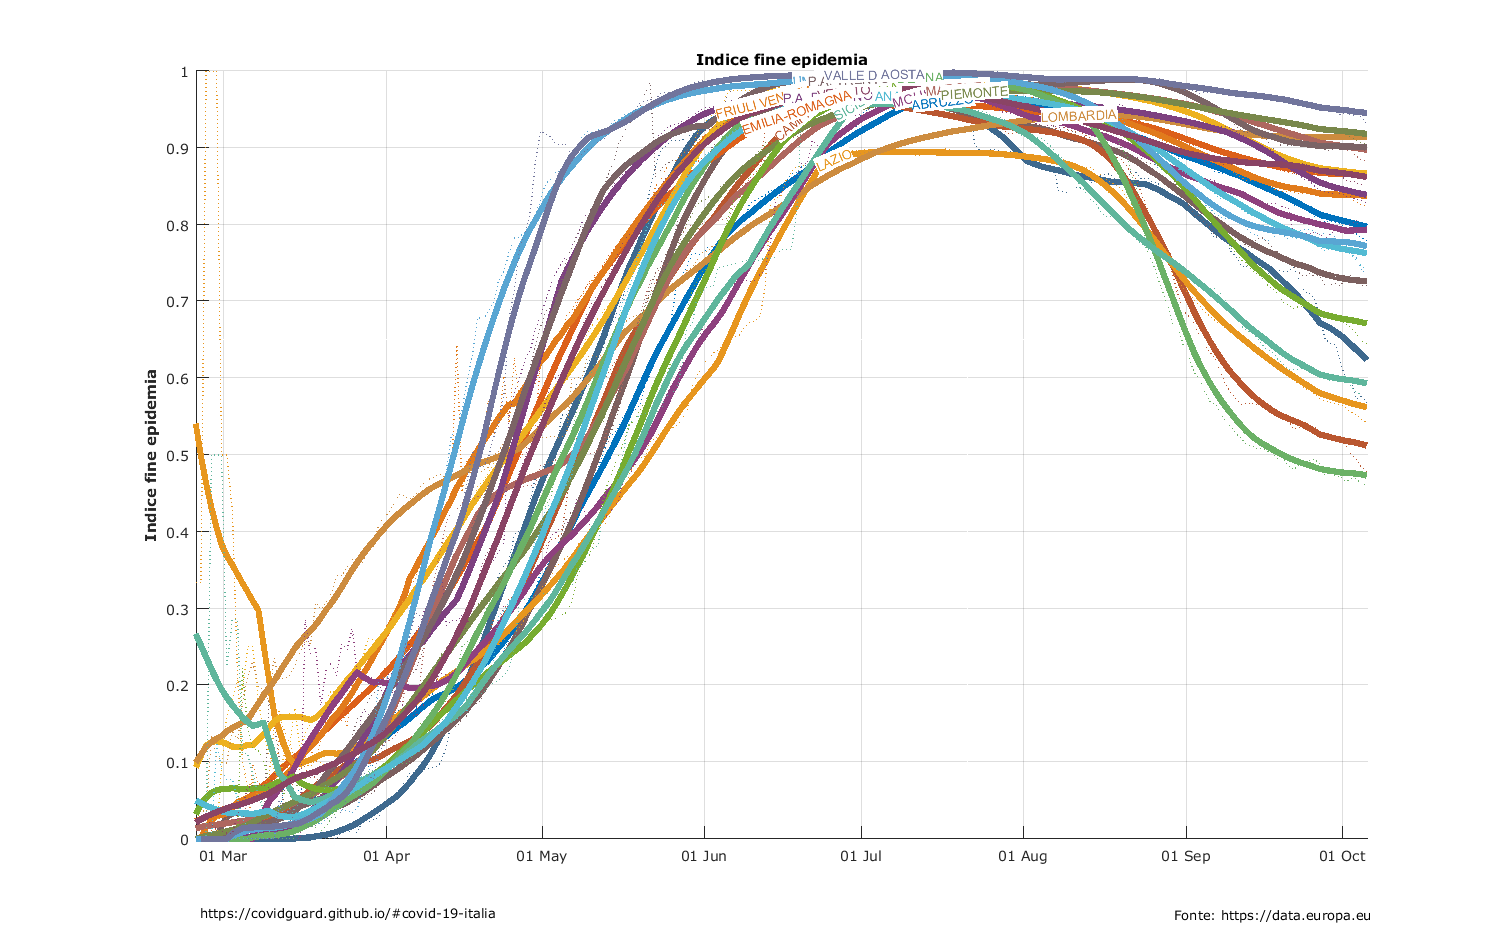 Indice fine epidemia
Indice fine epidemia
1
0.9
0.8
0.7
0.6
0.5
0.4
0.3
0.2
0.1
0
VALLE D AOSTA
PIEMONTE
ABRUZZO
FRIULI VEN
EMILIA-ROMAGNA
LOMBARDIA
LAZIO
01 Mar
01 Apr
01 May
01 Jun
01 Jul
01 Aug
01 Sep
01 Oct
https://covidguard.github.io/#covid-19-italia
Fonte: https://data.europa.eu